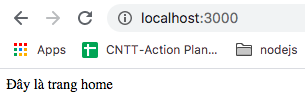 localhost:3000
Apps CNTT-Action Plan... nodejs
Đây là trang home